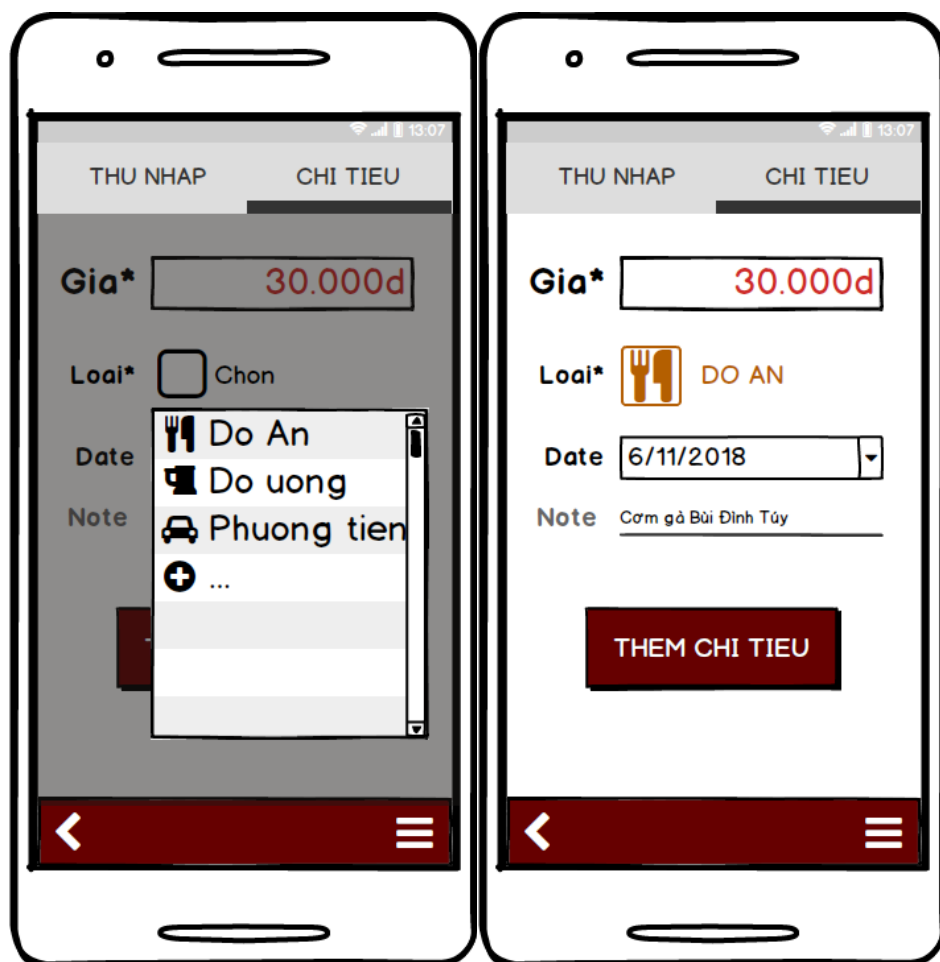 13:07
THU NHAP CHI TIEU
Gia* 30.000d
Loai* Chon
Do An
Date
Do uong
Note
Phuong tien
...
13:07
THU NHAP CHI TIEU
Gia* 30.000d
Loai* DO AN
Date 6/11/2018
Note Cơm gà Bùi Đình Túy
THEM CHI TIEU